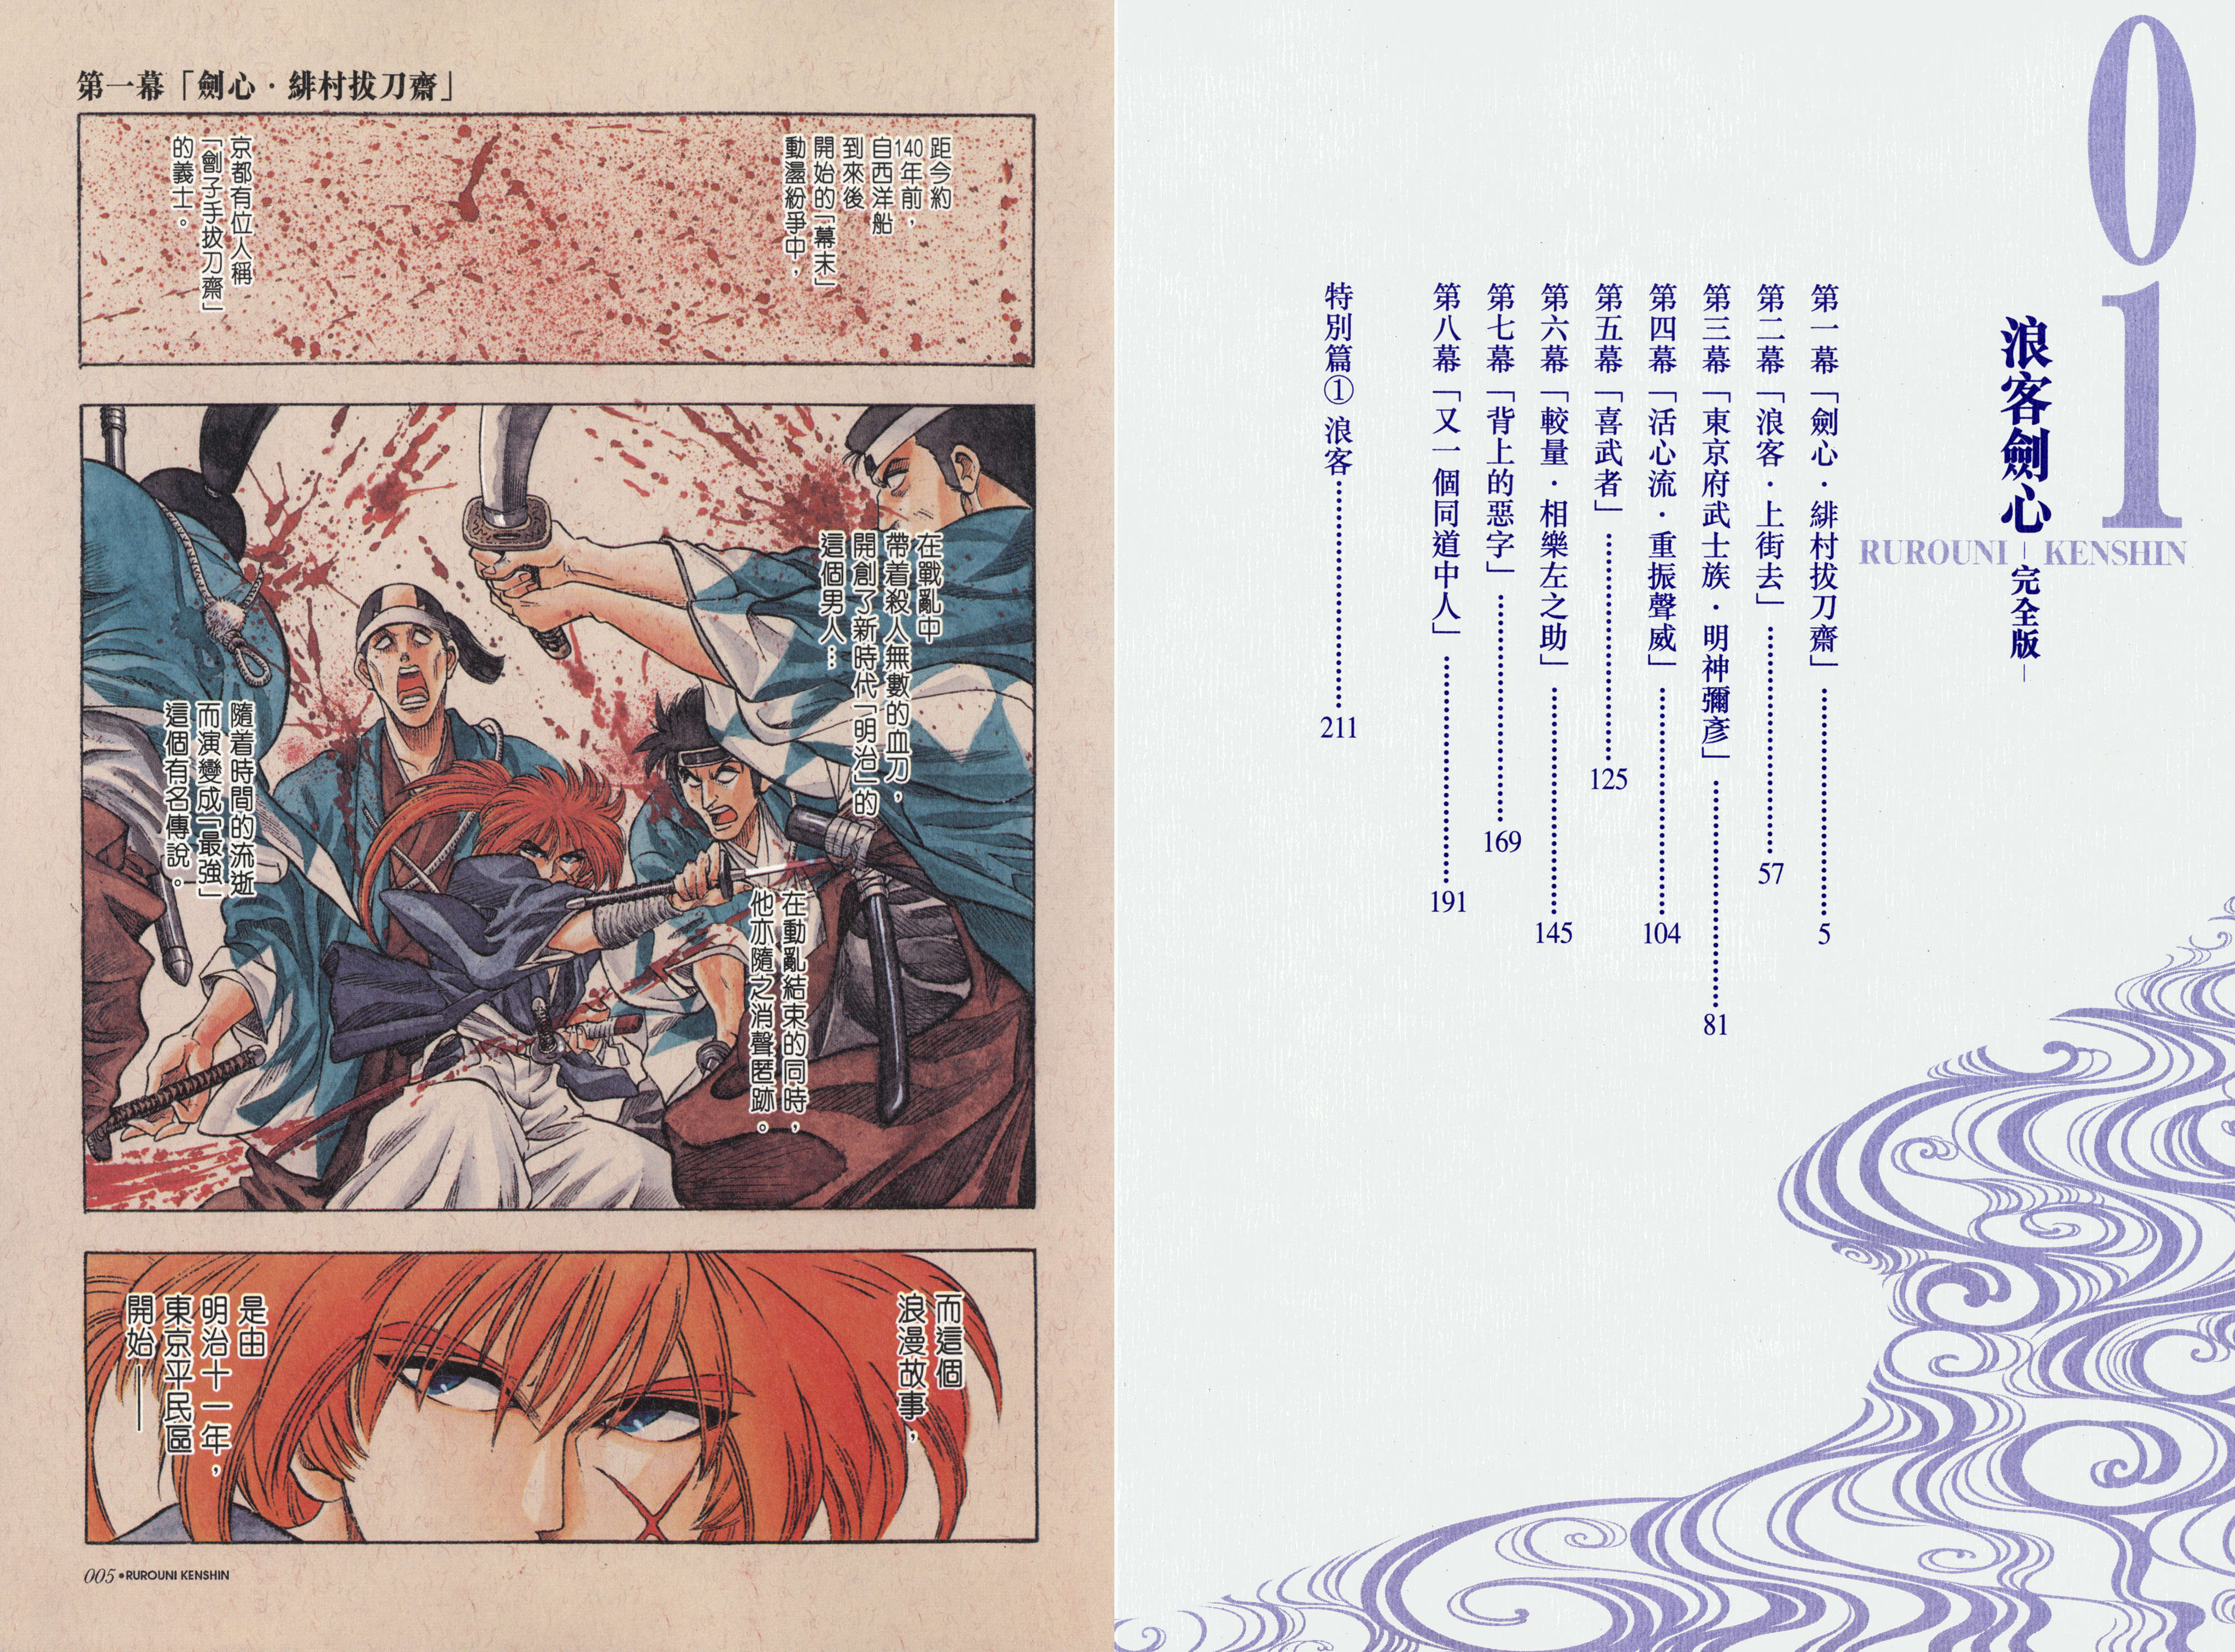 01
浪客劍心
—完全版—
RUROUNI KENSHIN
第一幕「劍心・緋村拔刀齋」……5
第二幕「浪客・上街去」……57
第三幕「東京府武士族・明神彌彥」……81
第四幕「活心流・重振聲威」……104
第五幕「喜武者」……125
第六幕「較量・相樂左之助」……145
第七幕「背上的惡字」……169
第八幕「又一個同道中人」……191
特別篇① 浪客……211
第一幕「劍心・緋村拔刀齋」
距今約
140年前，
自西洋船
到來後
開始的「幕末」
動盪紛爭中，
京都有位人稱
「劊子手拔刀齋」
的義士。
在戰亂中
帶着殺人無數的血刀，
開創了新時代「明治」的
這個男人…
在動亂結束的同時，
他亦隨之消聲匿跡。
隨着時間的流逝
而演變成「最強」
這個有名傳說。
而這個
浪漫故事，
是由
明治十一年，
東京平民區
開始——
005•RUROUNI KENSHIN